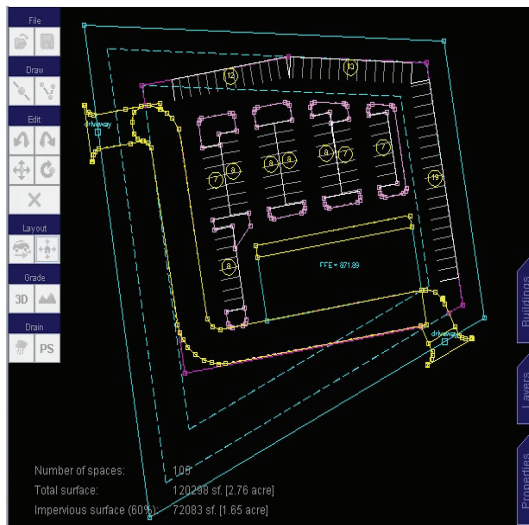 File
Draw
Edit
Layout
Grade
3D
Drain
PS
driveway
12
13
7
8
8
8
8
7
7
19
8
FFE = 871.89
driveway
Buildings
Layers
Properties
Number of spaces: 105
Total surface: 120298 sf. [2.76 acre]
Impervious surface (60%): 72083 sf. [1.65 acre]